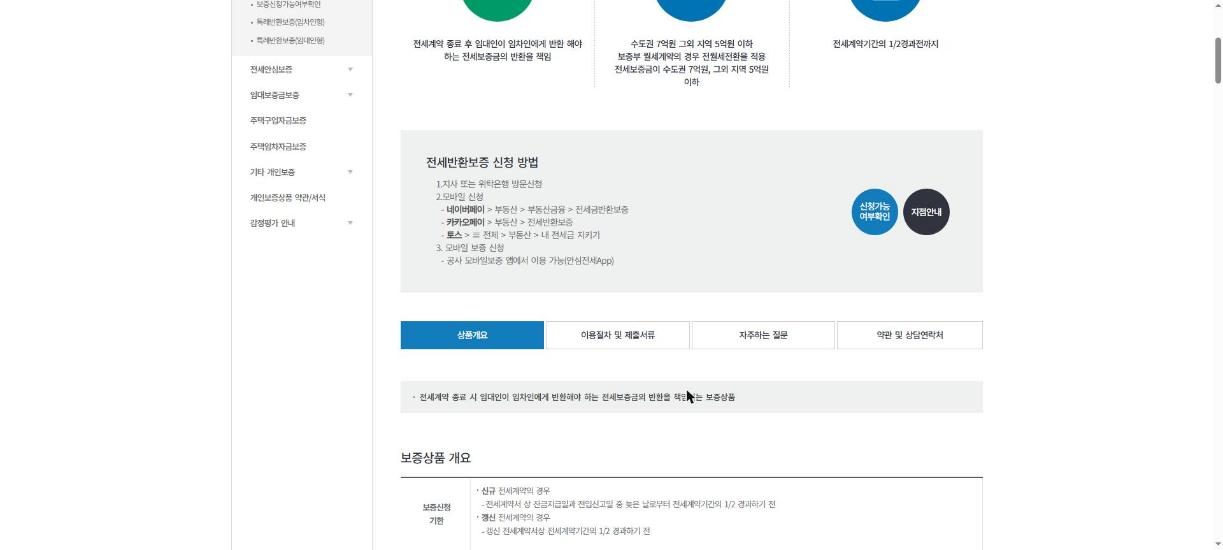 • 보증신청가능여부확인
• 특례반환보증(임차인형)
• 특례반환보증(임대인형)
전세안심보증
임대보증금보증
주택구입자금보증
주택임차자금보증
기타 개인보증
개인보증상품 약관/서식
감정평가 안내
전세계약 종료 후 임대인이 임차인에게 반환 해야
하는 전세보증금의 반환을 책임
수도권 7억원 그외 지역 5억원 이하
보증부 월세계약의 경우 전월세전환율 적용
전세보증금이 수도권 7억원, 그외 지역 5억원
이하
전세계약기간의 1/2경과전까지
전세반환보증 신청 방법
1.지사 또는 위탁은행 방문신청
2.모바일 신청
- 네이버페이 > 부동산 > 부동산금융 > 전세금반환보증
- 카카오페이 > 부동산 > 전세반환보증
- 토스 > ≡ 전체 > 부동산 > 내 전세금 지키기
3. 모바일 보증 신청
- 공사 모바일보증 앱에서 이용 가능(안심전세App)
신청가능
여부확인
지점안내
상품개요
이용절차 및 제출서류
자주하는 질문
약관 및 상담연락처
· 전세계약 종료 시 임대인이 임차인에게 반환해야 하는 전세보증금의 반환을 책임지는 보증상품
보증상품 개요
보증신청
기한
· 신규 전세계약의 경우
- 전세계약서 상 잔금지급일과 전입신고일 중 늦은 날로부터 전세계약기간의 1/2 경과하기 전
· 갱신 전세계약의 경우
- 갱신 전세계약서상 전세계약기간의 1/2 경과하기 전